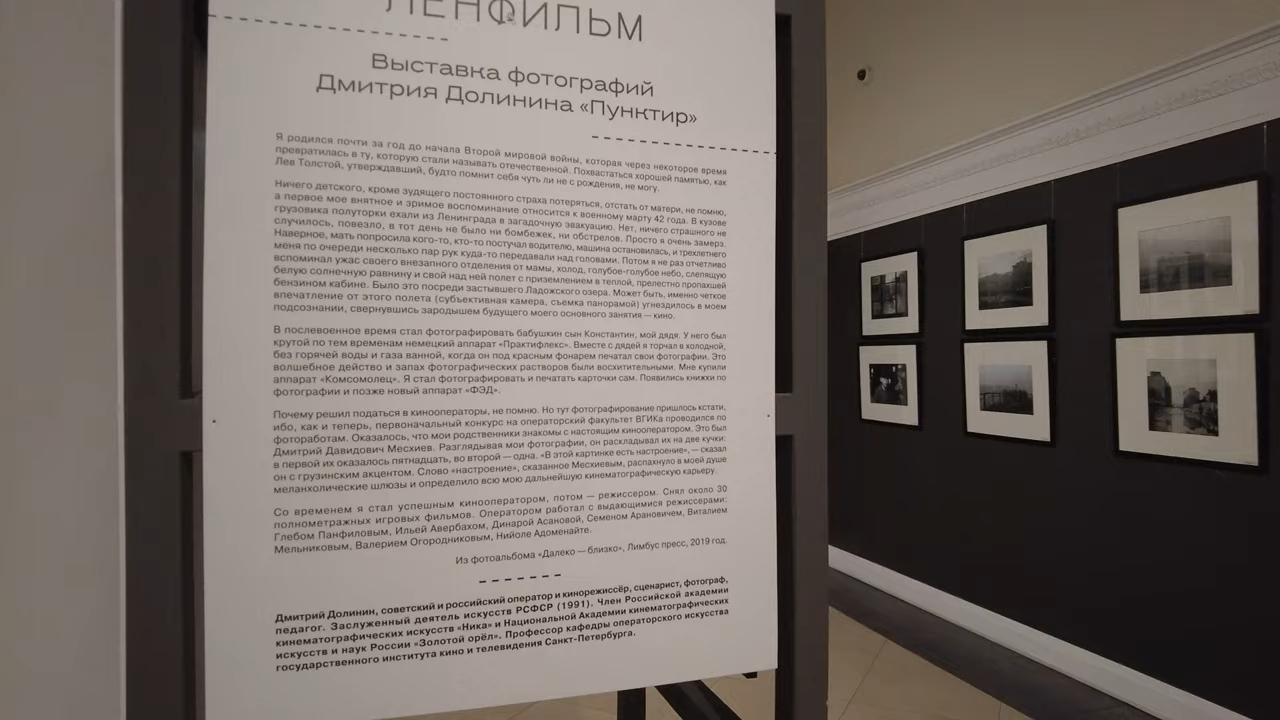 ЛЕНФИЛЬМ
Выставка фотографий
Дмитрия Долинина «Пунктир»
Я родился почти за год до начала Второй мировой войны, которая через некоторое время
превратилась в ту, которую стали называть отечественной. Похвастаться хорошей памятью, как
Лев Толстой, утверждавший, будто помнит себя чуть ли не с рождения, не могу.
Ничего детского, кроме зудящего постоянного страха потеряться, отстать от матери, не помню,
а первое мое внятное и зримое воспоминание относится к военному марту 42 года. В кузове
грузовика полуторки ехали из Ленинграда в загадочную эвакуацию. Нет, ничего страшного не
случилось, повезло, в тот день не было ни бомбежек, ни обстрелов. Просто я очень замерз.
Наверное, мать попросила кого-то, кто-то постучал водителю, машина остановилась, и трехлетнего
меня по очереди несколько пар рук куда-то передавали над головами. Потом я не раз отчетливо
вспоминал ужас своего внезапного отделения от мамы, холод, голубое-голубое небо, слепящую
белую солнечную равнину и свой над ней полет с приземлением в теплой, прелестно пропахшей
бензином кабине. Было это посреди застывшего Ладожского озера. Может быть, именно четкое
впечатление от этого полета (субъективная камера, съемка панорамой) угнездилось в моем
подсознании, свернувшись зародышем будущего моего основного занятия — кино.
В послевоенное время стал фотографировать бабушкин сын Константин, мой дядя. У него был
крутой по тем временам немецкий аппарат «Практифлекс». Вместе с дядей я торчал в холодной,
без горячей воды и газа ванной, когда он под красным фонарем печатал свои фотографии. Это
волшебное действо и запах фотографических растворов были восхитительными. Мне купили
аппарат «Комсомолец». Я стал фотографировать и печатать карточки сам. Появились книжки по
фотографии и позже новый аппарат «ФЭД».
Почему решил податься в кинооператоры, не помню. Но тут фотографирование пришлось кстати,
ибо, как и теперь, первоначальный конкурс на операторский факультет ВГИКа проводился по
фотоработам. Оказалось, что мои родственники знакомы с настоящим кинооператором. Это был
Дмитрий Давидович Месхиев. Разглядывая мои фотографии, он раскладывал их на две кучки:
в первой их оказалось пятнадцать, во второй — одна. «В этой картинке есть настроение», — сказал
он с грузинским акцентом. Слово «настроение», сказанное Месхиевым, распахнуло в моей душе
меланхолические шлюзы и определило всю мою дальнейшую кинематографическую карьеру.
Со временем я стал успешным кинооператором, потом — режиссером. Снял около 30
полнометражных игровых фильмов. Оператором работал с выдающимися режиссерами:
Глебом Панфиловым, Ильей Авербахом, Динарой Асановой, Семеном Арановичем, Виталием
Мельниковым, Валерием Огородниковым, Нийоле Адоменайте.
Из фотоальбома «Далеко — близко», Лимбус пресс, 2019 год.
Дмитрий Долинин, советский и российский оператор и кинорежиссёр, сценарист, фотограф,
педагог. Заслуженный деятель искусств РСФСР (1991). Член Российской академии
кинематографических искусств «Ника» и Национальной Академии кинематографических
искусств и наук России «Золотой орёл». Профессор кафедры операторского искусства
государственного института кино и телевидения Санкт-Петербурга.